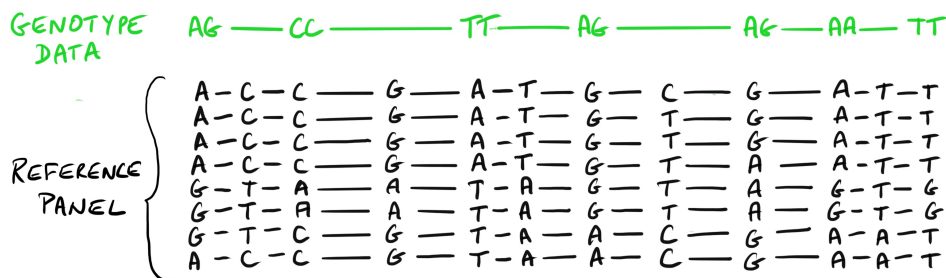 GENOTYPE DATA AG — CC — TT — AG — AG — AA — TT
A - C - C — G — A - T — G — C — G — A - T - T
A - C - C — G — A - T — G — T — G — A - T - T
A - C - C — G — A - T — G — T — G — A - T - T
A - C - C — G — A - T — G — T — A — A - T - T
REFERENCE PANEL
G - T - A — A — T - A — G — T — A — G - T - G
G - T - A — A — T - A — G — T — A — G - T - G
G - T - C — G — T - A — A — C — G — A - A - T
A - C - C — G — T - A — A — C — G — A - A - T